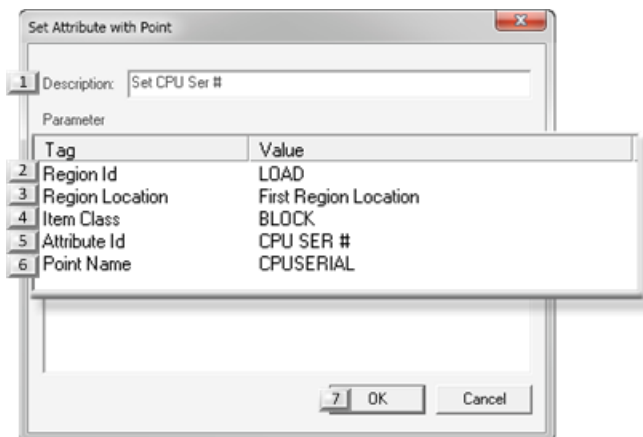 Set Attribute with Point
1 Description: Set CPU Ser #
Parameter
Tag Value
2 Region Id LOAD
3 Region Location First Region Location
4 Item Class BLOCK
5 Attribute Id CPU SER #
6 Point Name CPUSERIAL
7 OK Cancel